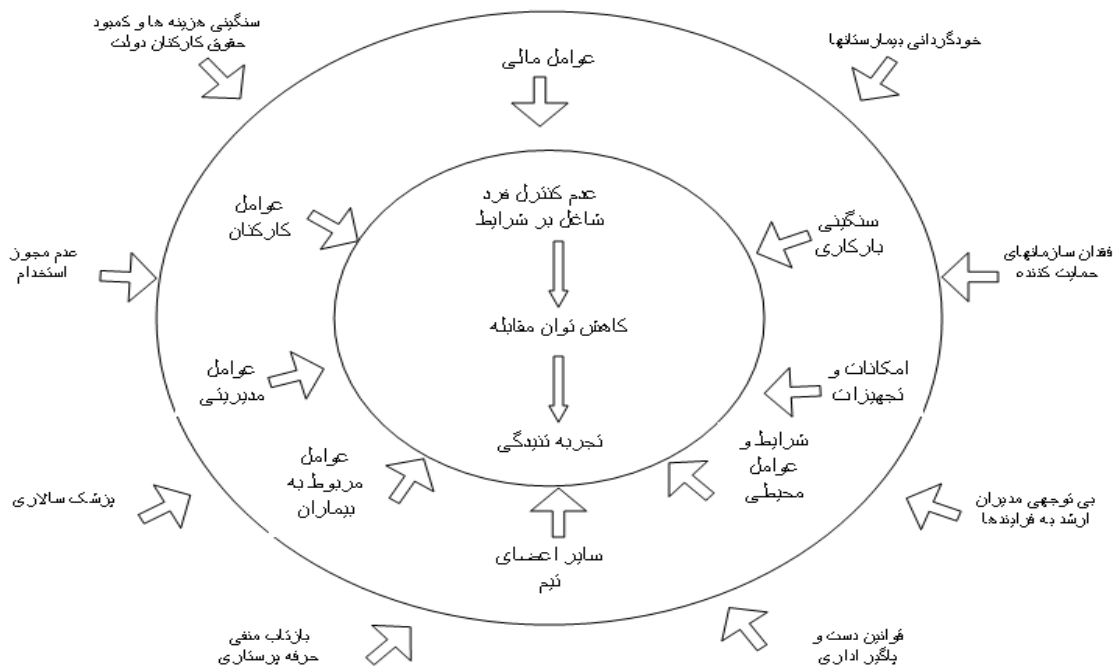 سنگینی هزینه ها و کمبود
حقوق کارکنان دولت
خودگردانی بیمارستانها
عوامل مالی
عدم کنترل فرد
شاغل بر شرایط
عوامل
کارکنان
سنگینی
بارکاری
عدم مجوز
استخدام
فقدان سازمانهای
حمایت کننده
کاهش توان مقابله
عوامل
مدیریتی
امکانات و
تجهیزات
تجربه تنیدگی
شرایط و
عوامل
محیطی
عوامل
مربوط به
بیماران
پزشک سالاری
بی توجهی مدیران
ارشد به فرایندها
سایر اعضای
تیم
بازتاب منفی
حرفه پرستاری
قوانین دست و
پاگیر اداری